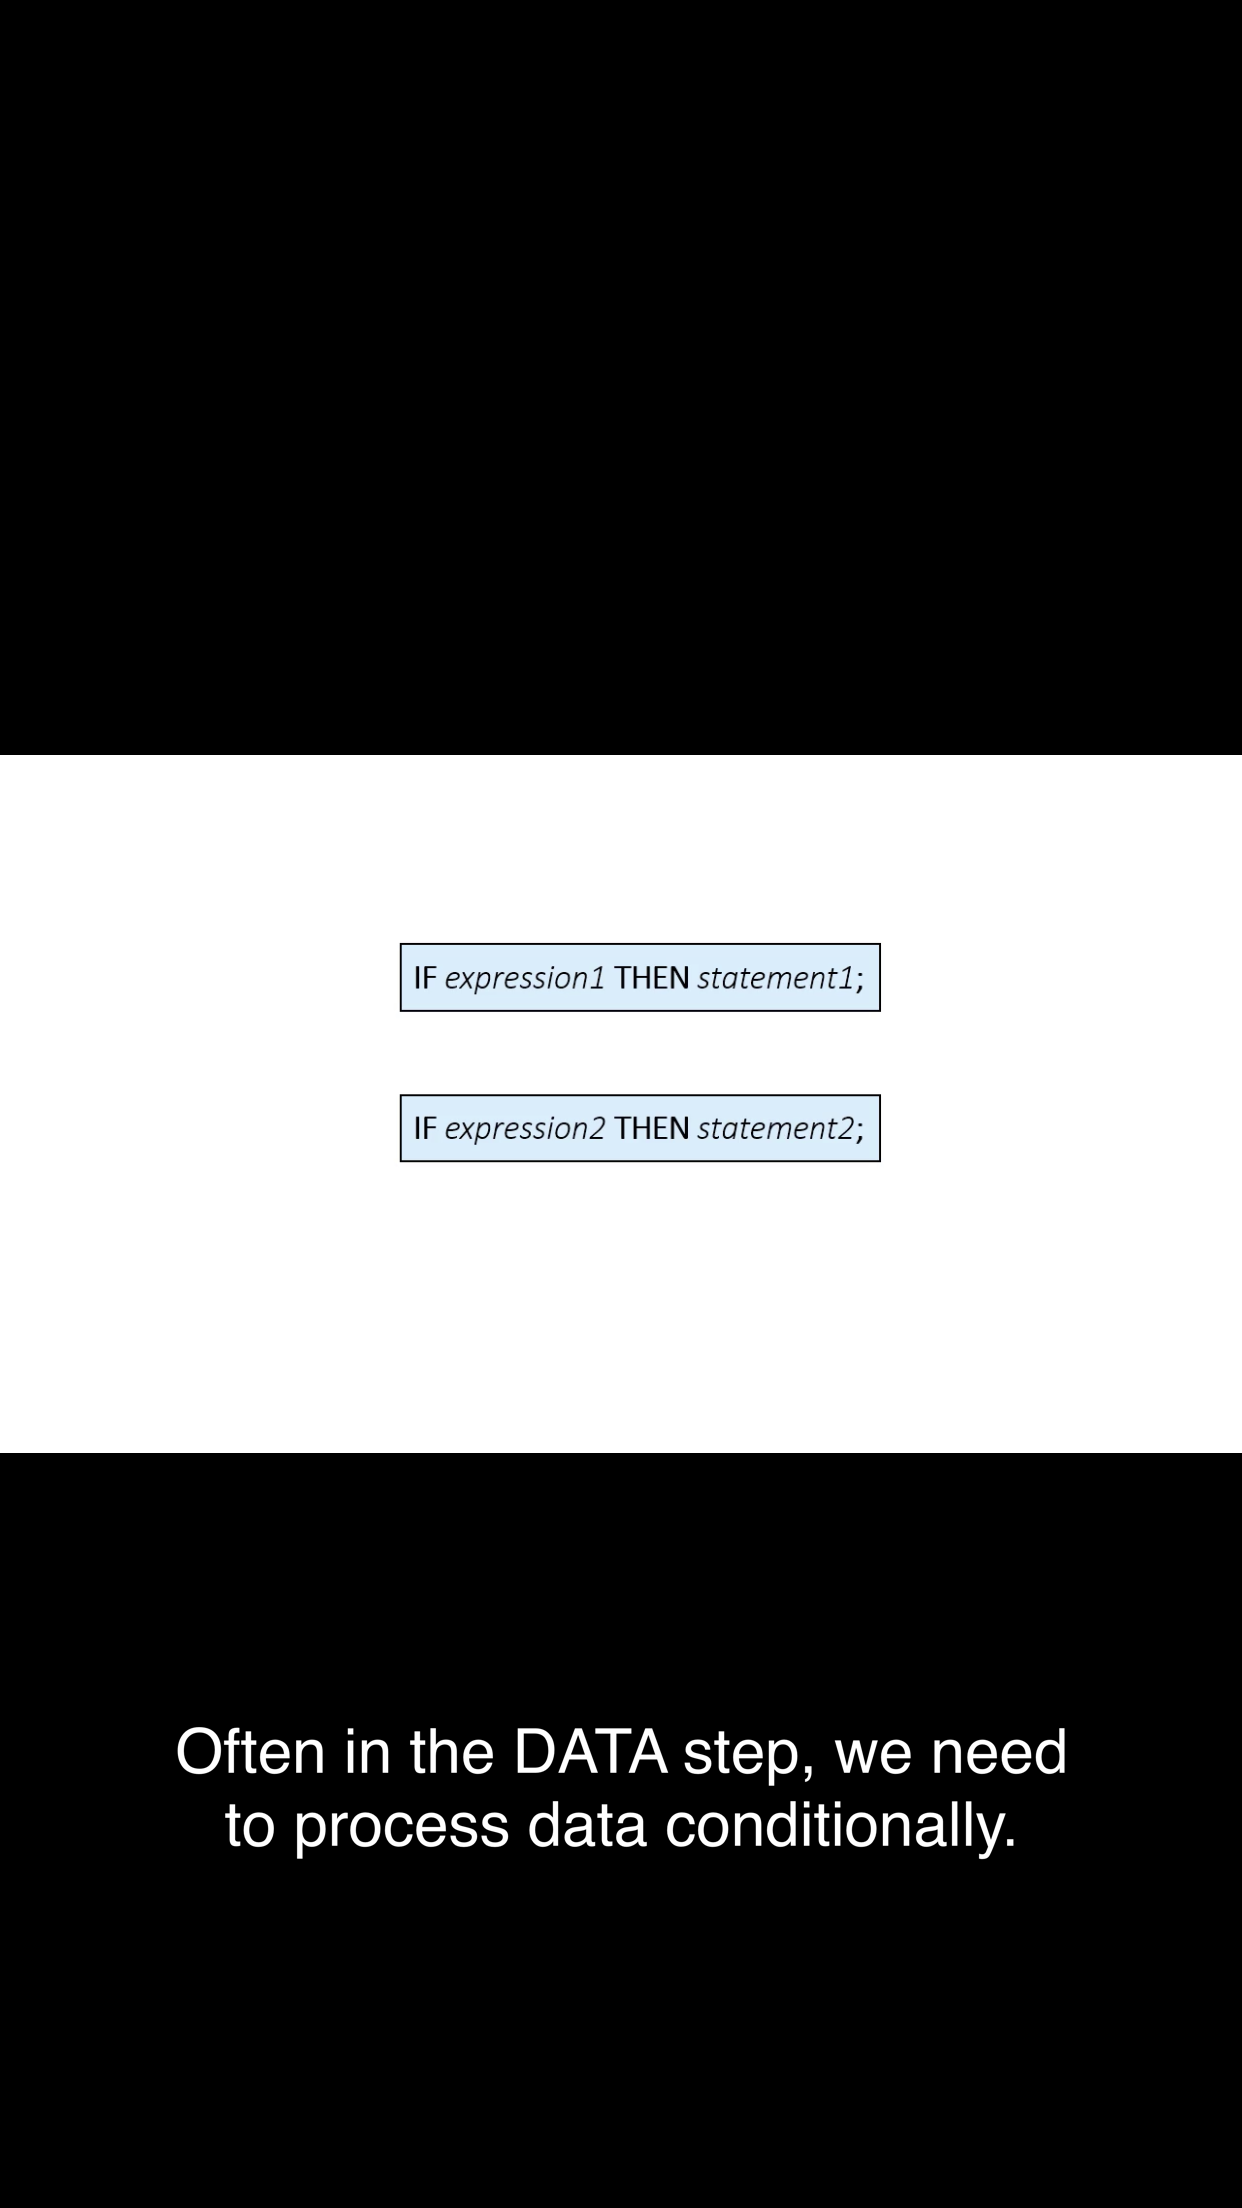 IF expression1 THEN statement1;
IF expression2 THEN statement2;
Often in the DATA step, we need
to process data conditionally.